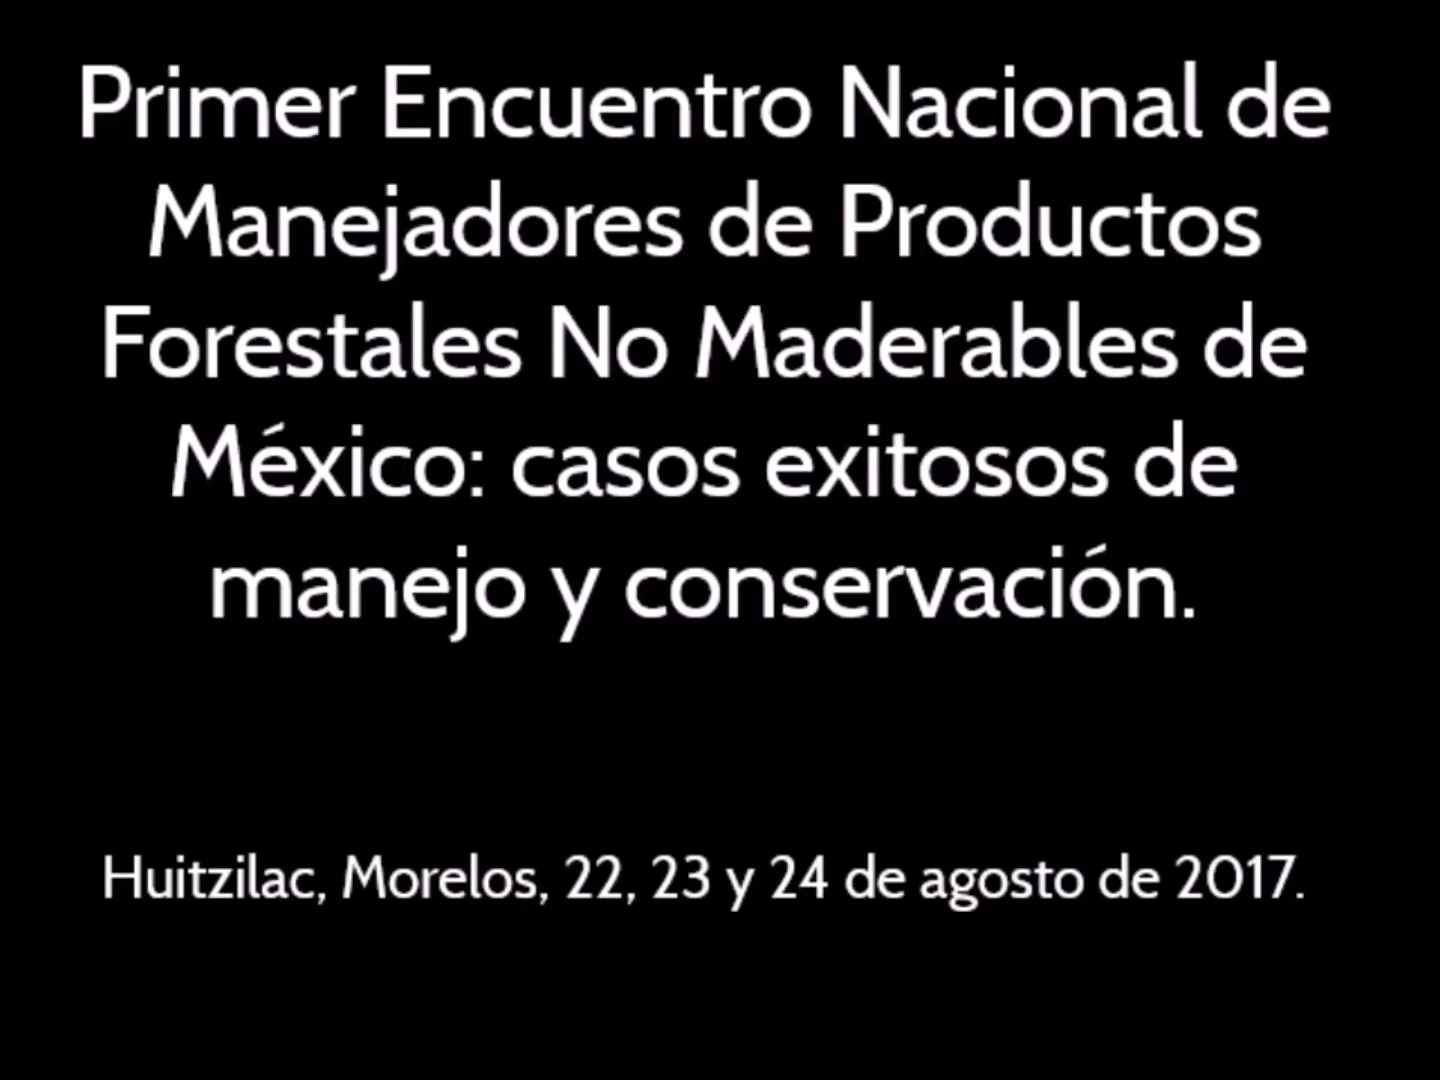 Primer Encuentro Nacional de
Manejadores de Productos
Forestales No Maderables de
México: casos exitosos de
manejo y conservación.
Huitzilac, Morelos, 22, 23 y 24 de agosto de 2017.